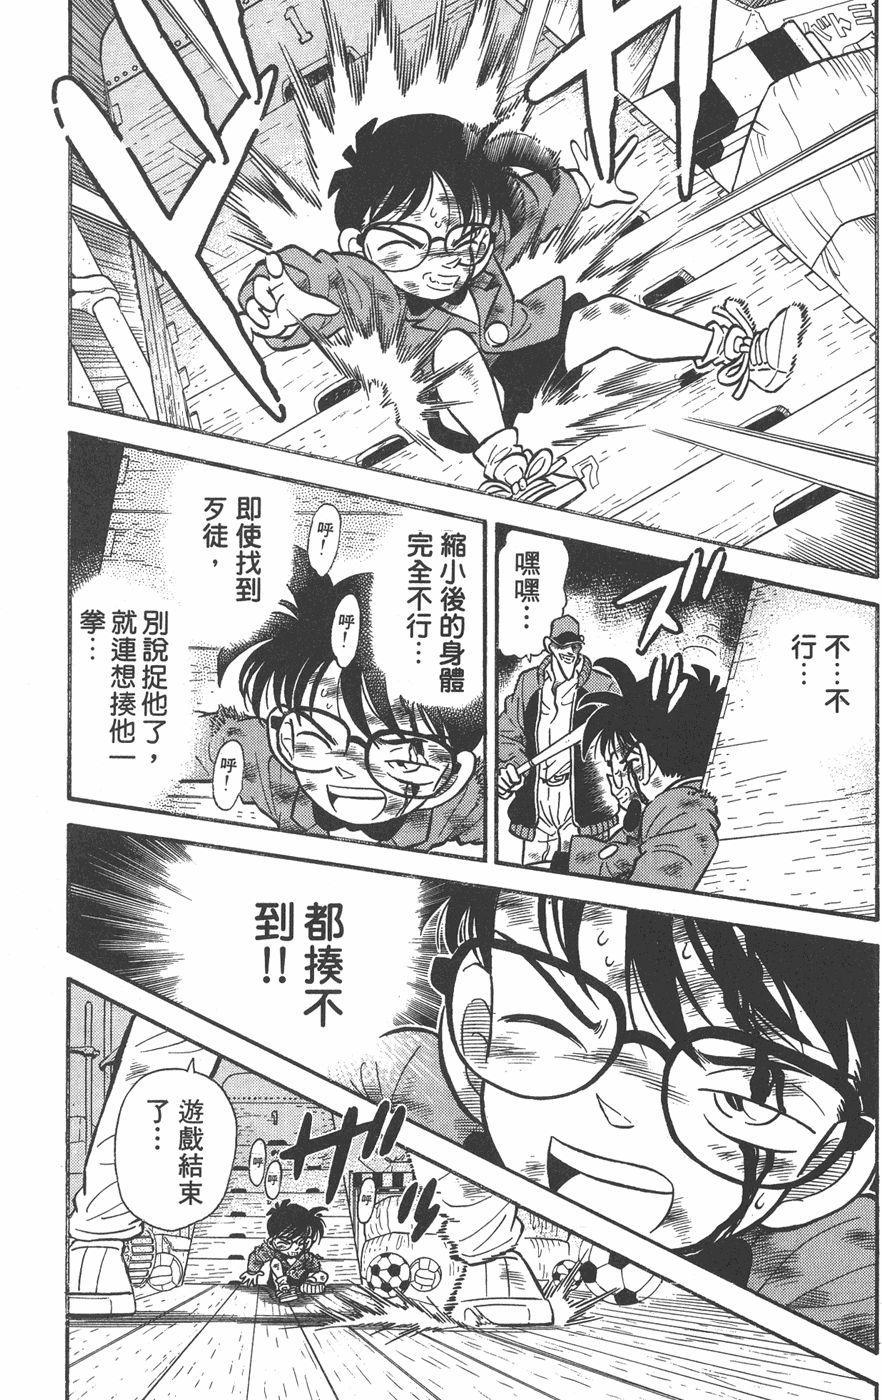 1
不…不
行…
嘿嘿…
縮小後的身體
完全不行…
呼！
呼！
呼！
即使找到
歹徒，
別說捉他了，
就連想揍他一
拳…
都揍不
到!!
遊戲結束
了…
1
呼！
呼！
呼！